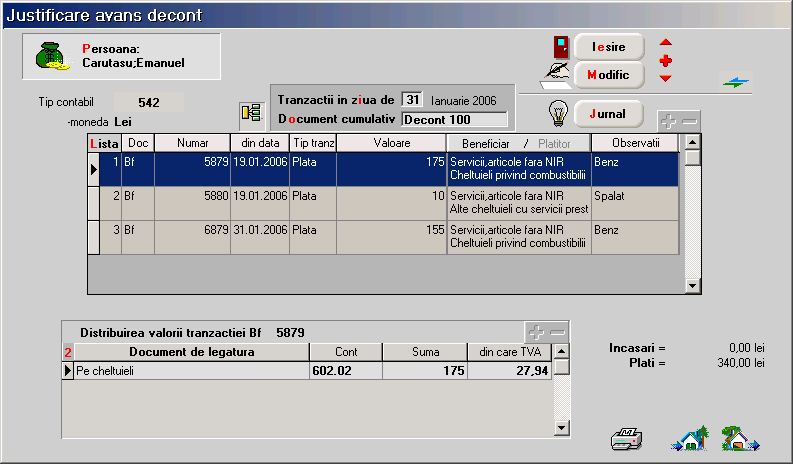 Justificare avans decont
Persoana:
Carutasu;Emanuel
Iesire
Modific
Tip contabil 542
-moneda Lei
Tranzactii in ziua de 31 Ianuarie 2006
Document cumulativ Decont 100
Jurnal
Lista Doc Numar din data Tip tranz Valoare Beneficiar / Platitor Observatii
1 Bf 5879 19.01.2006 Plata 175 Servicii,articole fara NIR Benz
Cheltuieli privind combustibilii
2 Bf 5880 19.01.2006 Plata 10 Servicii,articole fara NIR Spalat
Alte cheltuieli cu servicii prest
3 Bf 6879 31.01.2006 Plata 155 Servicii,articole fara NIR Benz
Cheltuieli privind combustibilii
Distribuirea valorii tranzactiei Bf 5879
2 Document de legatura Cont Suma din care TVA
Pe cheltuieli 602.02 175 27,94
Incasari = 0,00 lei
Plati = 340,00 lei